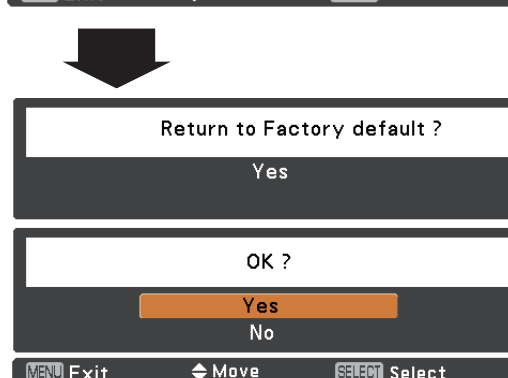 Return to Factory default ?
Yes
OK ?
Yes
No
MENU Exit Move SELECT Select